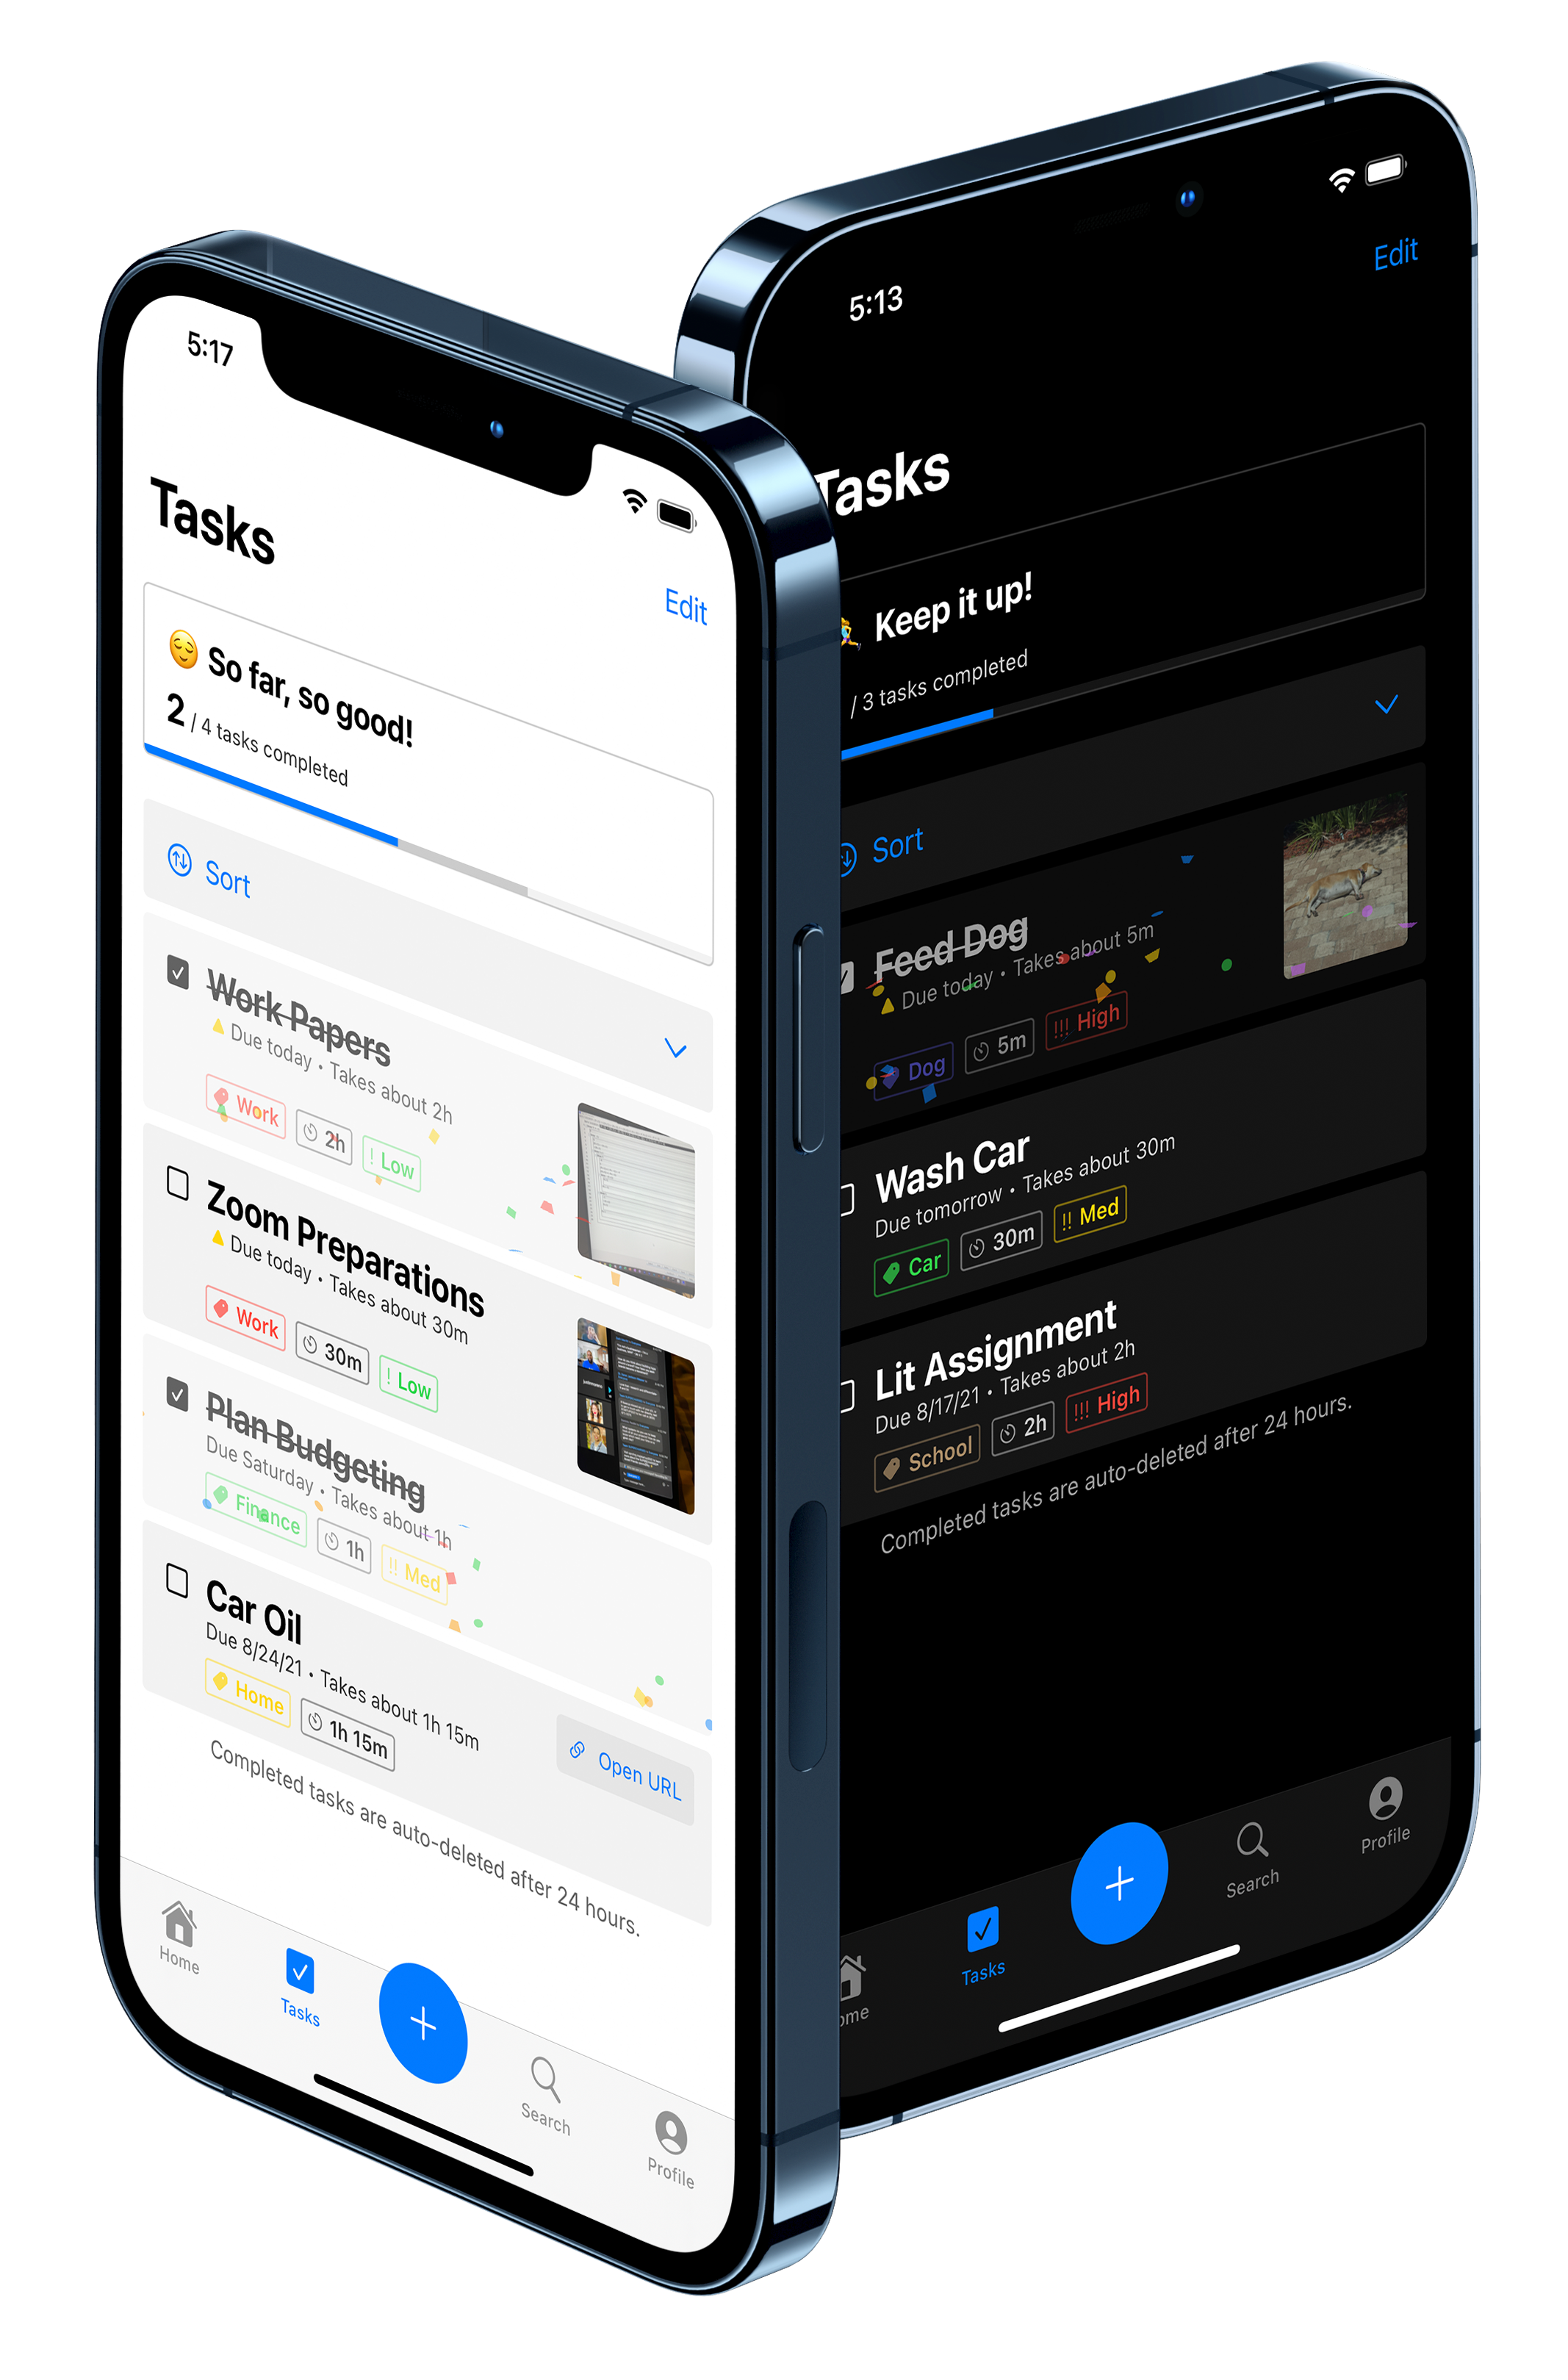 5:17
Tasks
Edit
So far, so good!
2 / 4 tasks completed
Sort
Work Papers
Due today • Takes about 2h
Work 2h ! Low
Zoom Preparations
Due today • Takes about 30m
Work 30m ! Low
Plan Budgeting
Due Saturday • Takes about 1h
Finance 1h !! Med
Car Oil
Due 8/24/21 • Takes about 1h 15m
Home 1h 15m
Open URL
Completed tasks are auto-deleted after 24 hours.
Home
Tasks
Search
Profile
5:13
Edit
Tasks
Keep it up!
/ 3 tasks completed
Sort
Feed Dog
Due today • Takes about 5m
Dog 5m !!! High
Wash Car
Due tomorrow • Takes about 30m
Car 30m !! Med
Lit Assignment
Due 8/17/21 • Takes about 2h
School 2h !!! High
Completed tasks are auto-deleted after 24 hours.
ome
Tasks
Search
Profile